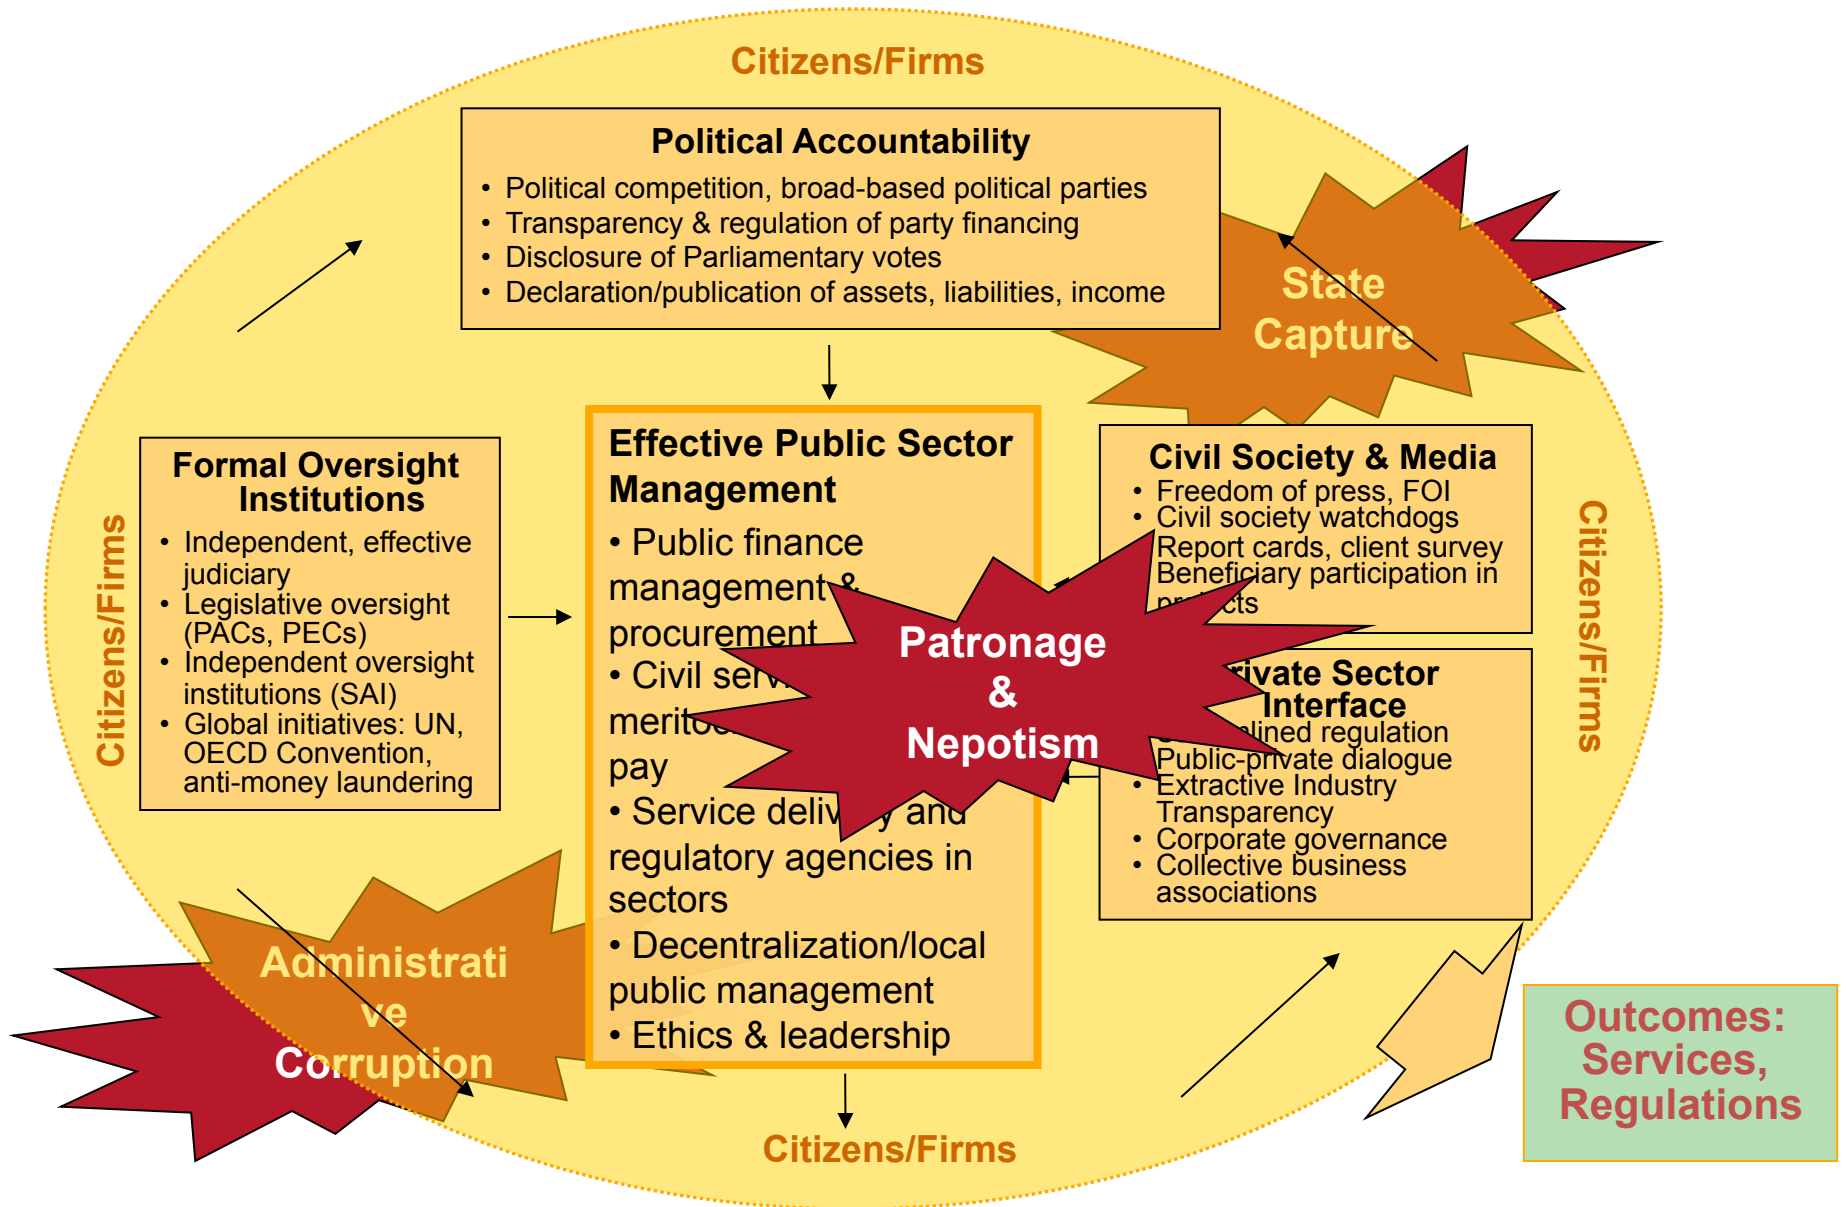 Citizens/Firms
Political Accountability
• Political competition, broad-based political parties
• Transparency & regulation of party financing
• Disclosure of Parliamentary votes
• Declaration/publication of assets, liabilities, income
State
Capture
Formal Oversight
Institutions
• Independent, effective
judiciary
• Legislative oversight
(PACs, PECs)
• Independent oversight
institutions (SAI)
• Global initiatives: UN,
OECD Convention,
anti-money laundering
Citizens/Firms
Effective Public Sector
Management
• Public finance
management &
procurement
• Civil
pay
• Service delivery and
regulatory agencies in
sectors
• Decentralization/local
public management
• Ethics & leadership
Patronage
&
Nepotism
Civil Society & Media
• Freedom of press, FOI
• Civil society watchdogs
Report cards, client survey
Beneficiary participation in
projects
Private Sector
Interface
regulation
Public-private dialogue
• Extractive Industry
Transparency
• Corporate governance
• Collective business
associations
Citizens/Firms
Administrati
ve
Corruption
Citizens/Firms
Outcomes:
Services,
Regulations